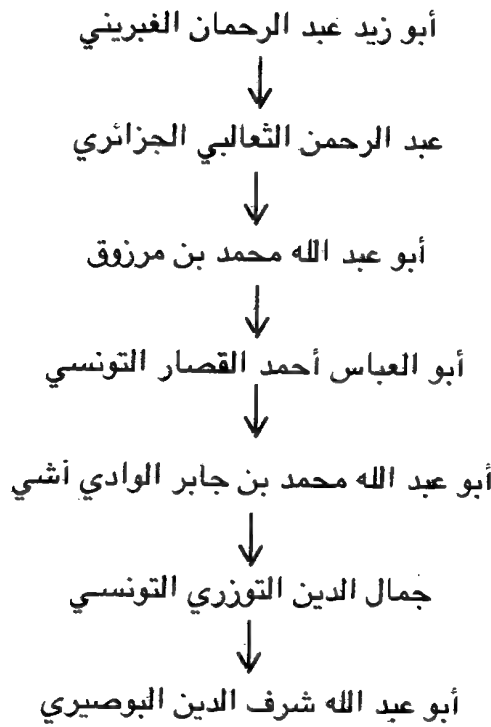 أبو زيد عبد الرحمان الغبريني
عبد الرحمن الثعالبي الجزائري
أبو عبد الله محمد بن مرزوق
أبو العباس أحمد القصار التونسي
أبو عبد الله محمد بن جابر الوادي آشي
جمال الدين التوزري التونسي
أبو عبد الله شرف الدين البوصيري